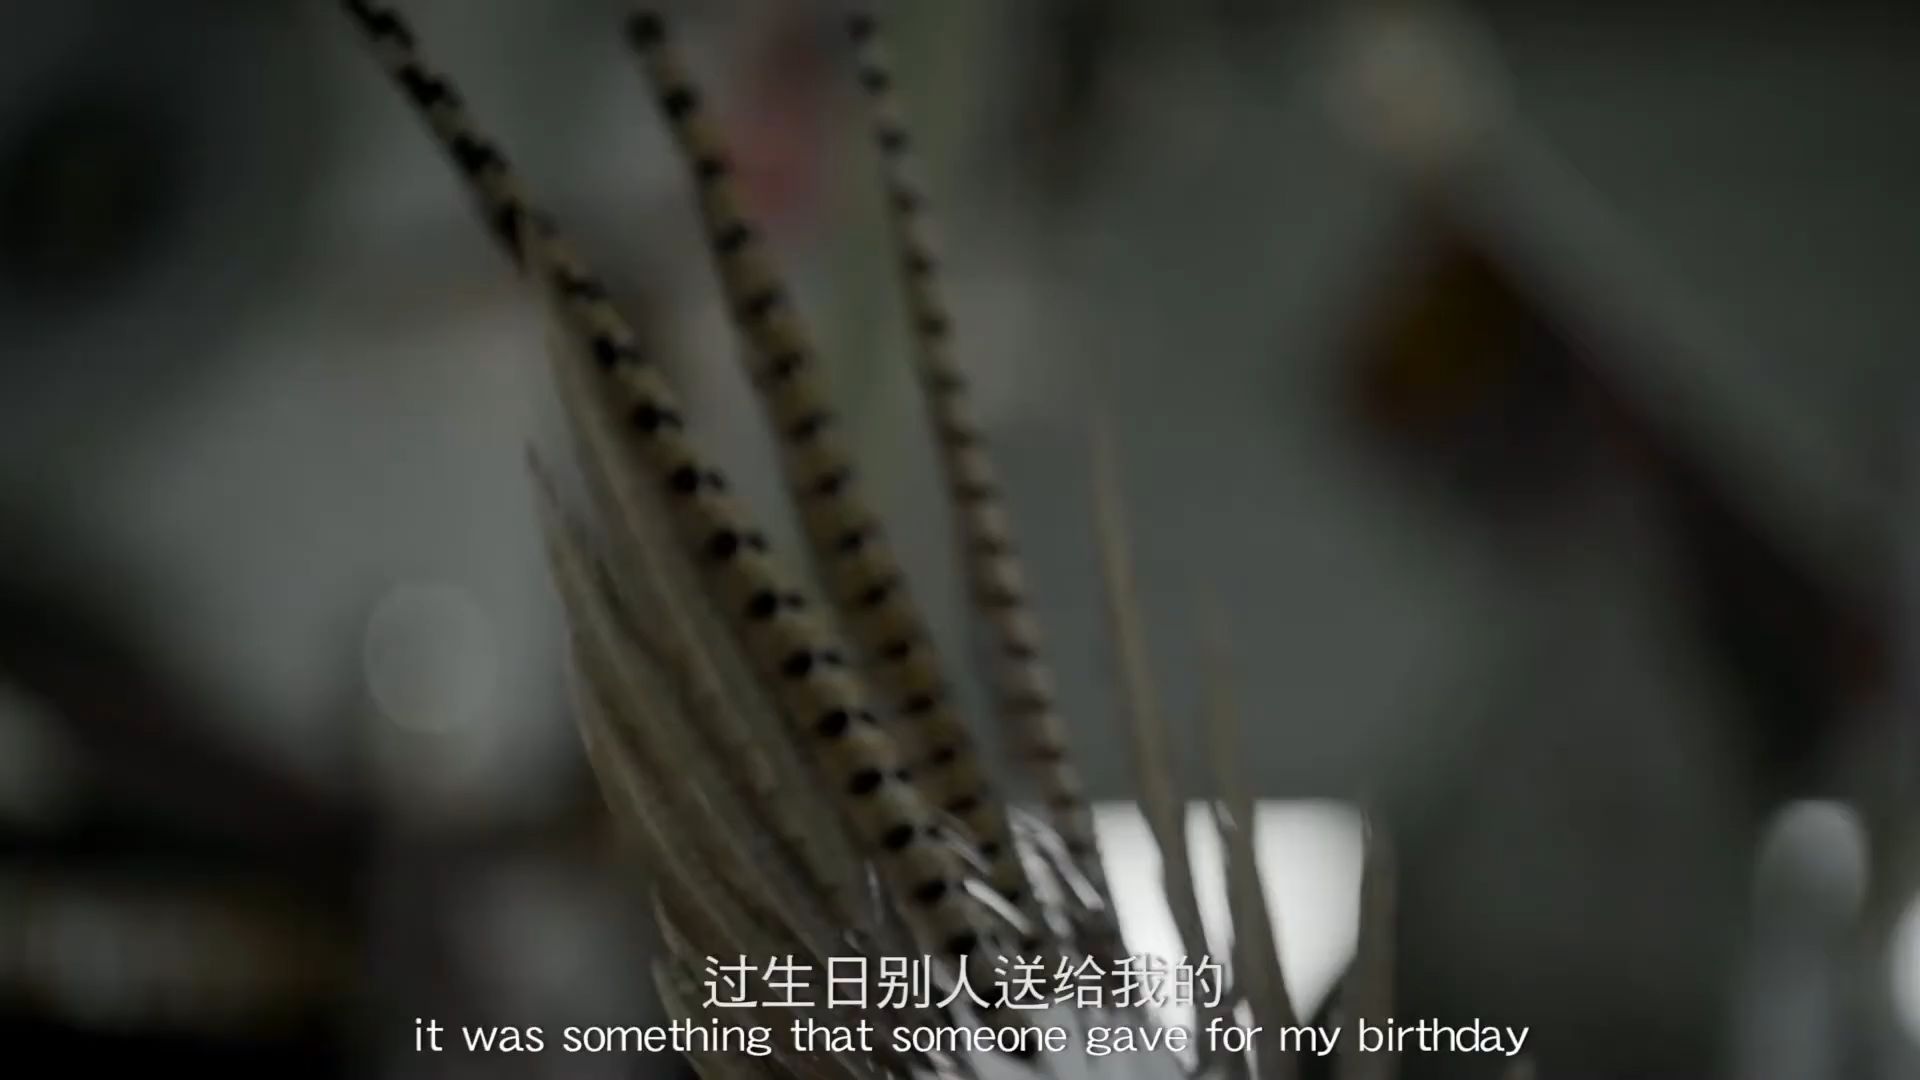 过生日别人送给我的
it was something that someone gave for my birthday